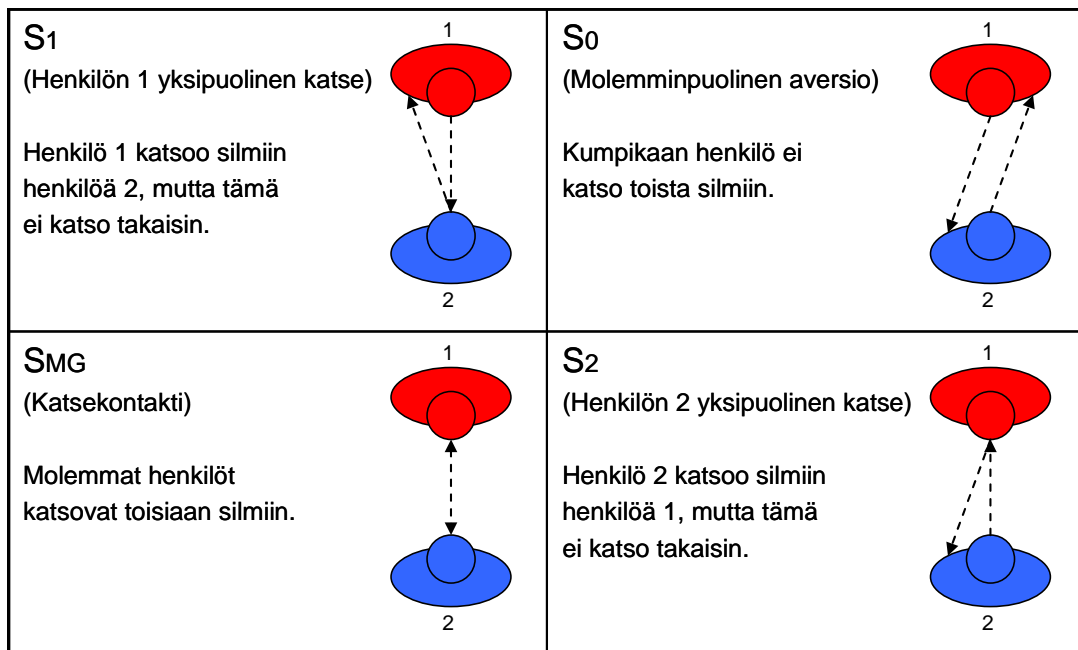 S1
(Henkilön 1 yksipuolinen katse)
Henkilö 1 katsoo silmiin
henkilöä 2, mutta tämä
ei katso takaisin.
1
2
S0
(Molemminpuolinen aversio)
Kumpikaan henkilö ei
katso toista silmiin.
1
2
SMG
(Katsekontakti)
Molemmat henkilöt
katsovat toisiaan silmiin.
1
2
S2
(Henkilön 2 yksipuolinen katse)
Henkilö 2 katsoo silmiin
henkilöä 1, mutta tämä
ei katso takaisin.
1
2